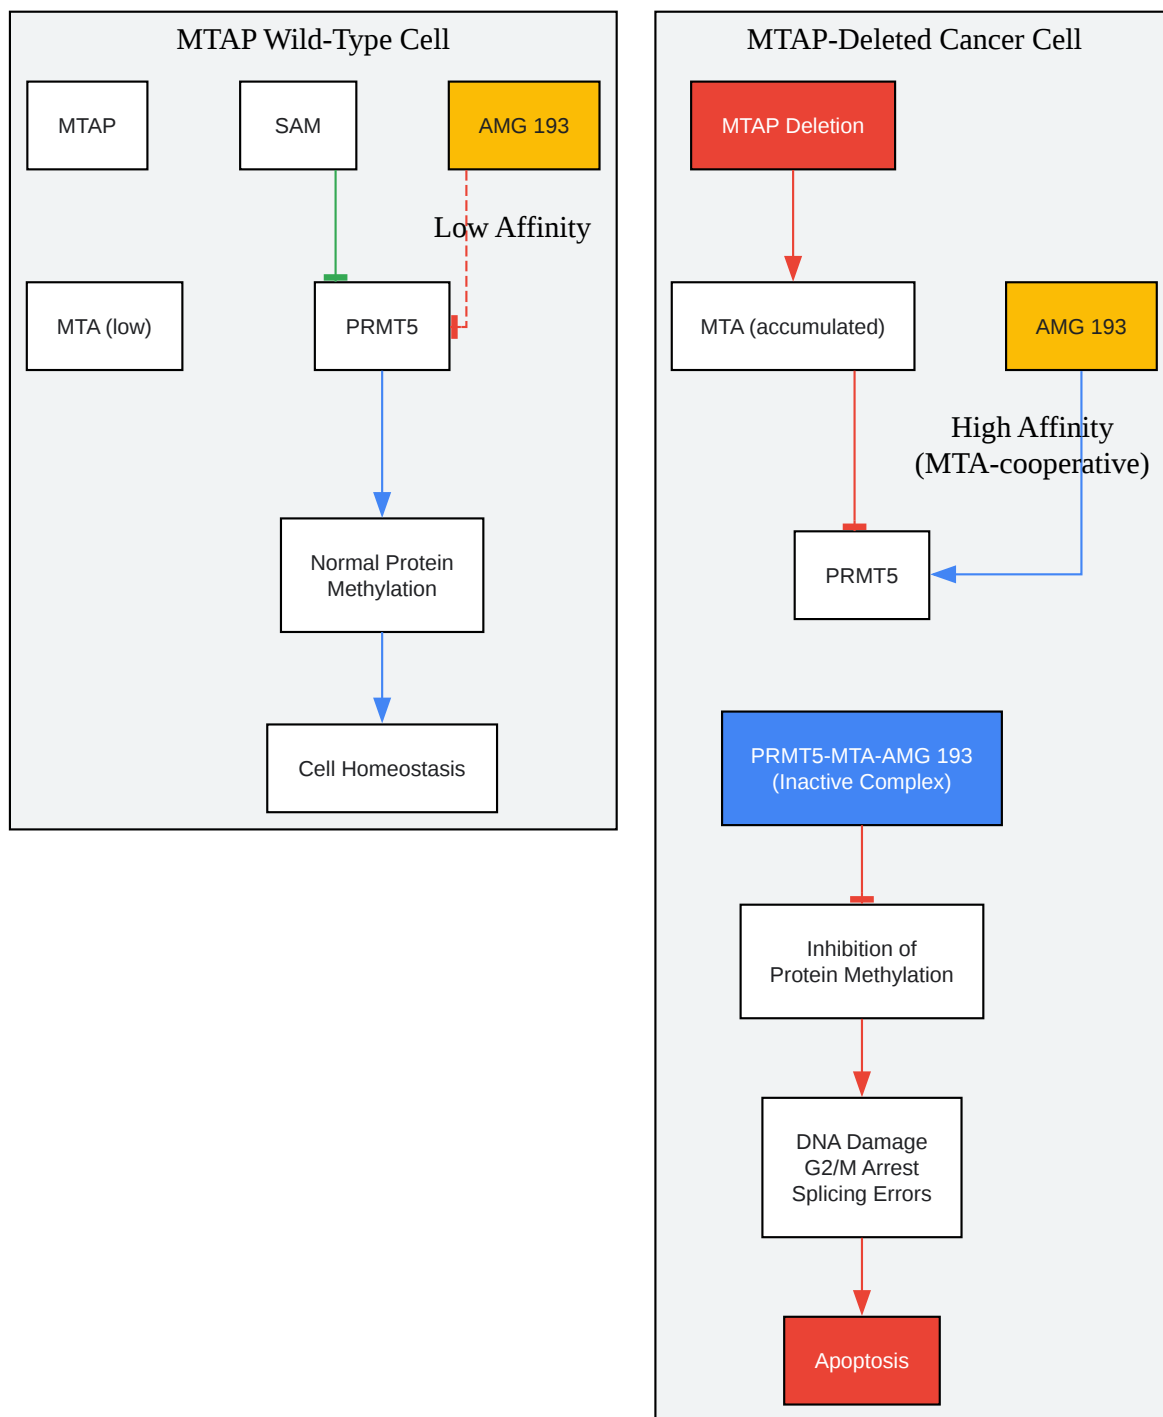 MTAP Wild-Type Cell
MTAP
SAM
AMG 193
Low Affinity
MTA (low)
PRMT5
Normal Protein
Methylation
Cell Homeostasis
MTAP-Deleted Cancer Cell
MTAP Deletion
MTA (accumulated)
AMG 193
High Affinity
(MTA-cooperative)
PRMT5
PRMT5-MTA-AMG 193
(Inactive Complex)
Inhibition of
Protein Methylation
DNA Damage
G2/M Arrest
Splicing Errors
Apoptosis